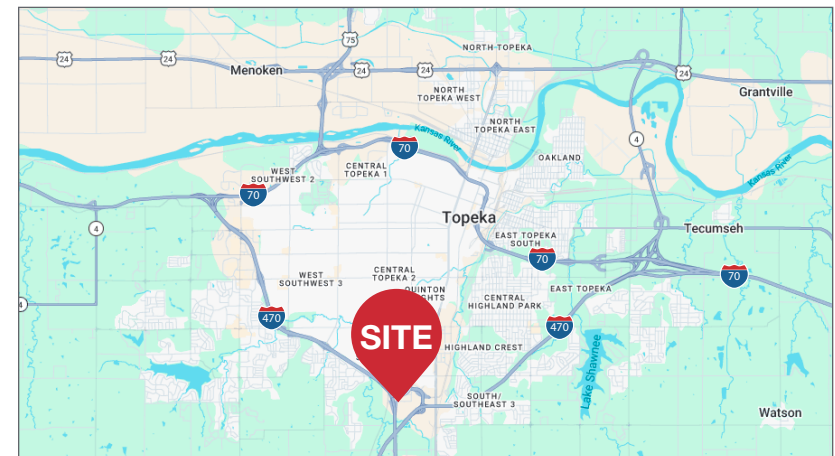 75
NORTH TOPEKA
24
24
24
24
24
Menoken
Grantville
NORTH
TOPEKA WEST
NORTH
TOPEKA EAST
4
Kansas River
70
OAKLAND
CENTRAL
TOPEKA 1
WEST
SOUTHWEST 2
Kansas River
70
Topeka
4
Tecumseh
EAST TOPEKA
SOUTH
70
70
CENTRAL
TOPEKA 2
WEST
SOUTHWEST 3
EAST TOPEKA
CENTRAL
HIGHLAND PARK
470
470
SITE
HIGHLAND CREST
Lake Shawnee
SOUTH/
SOUTHEAST 3
Watson